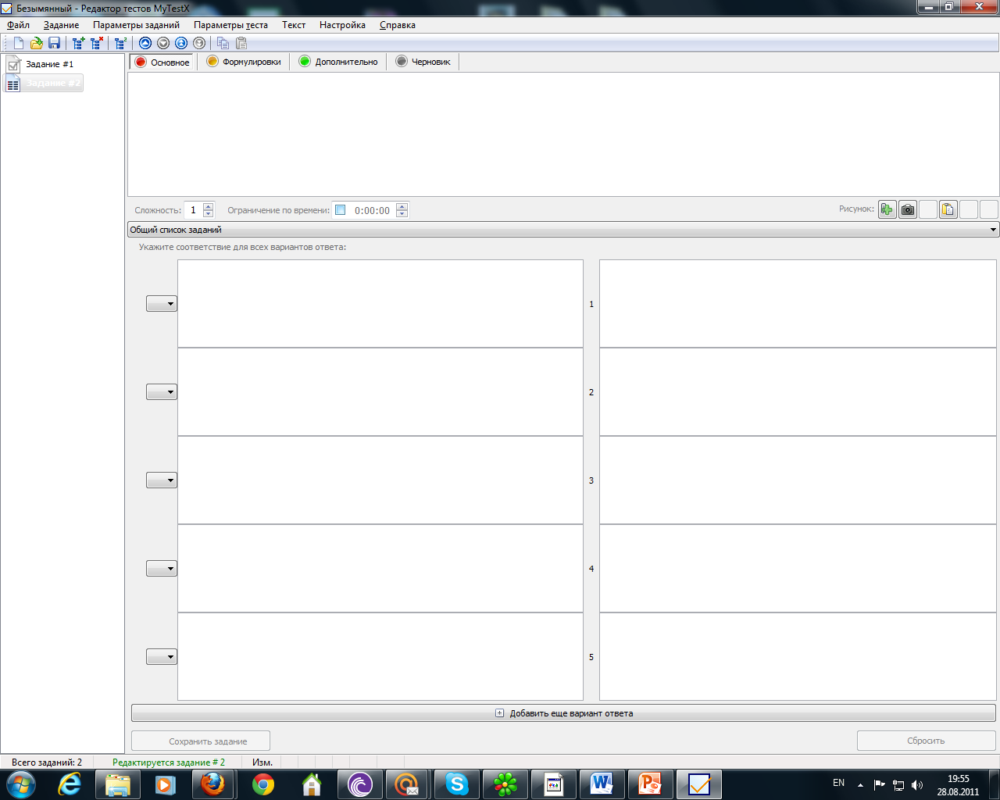 Безымянный - Редактор тестов MyTestX
Файл Задание Параметры заданий Параметры теста Текст Настройка Справка
Задание #1
Задание #2
Основное Формулировки Дополнительно Черновик
Сложность: 1 Ограничение по времени: 0:00:00 Рисунок:
Общий список заданий
Укажите соответствие для всех вариантов ответа:
1
2
3
4
5
Добавить еще вариант ответа
Сохранить задание Сбросить
Всего заданий: 2 Редактируется задание # 2 Изм.
EN 19:55
28.08.2011